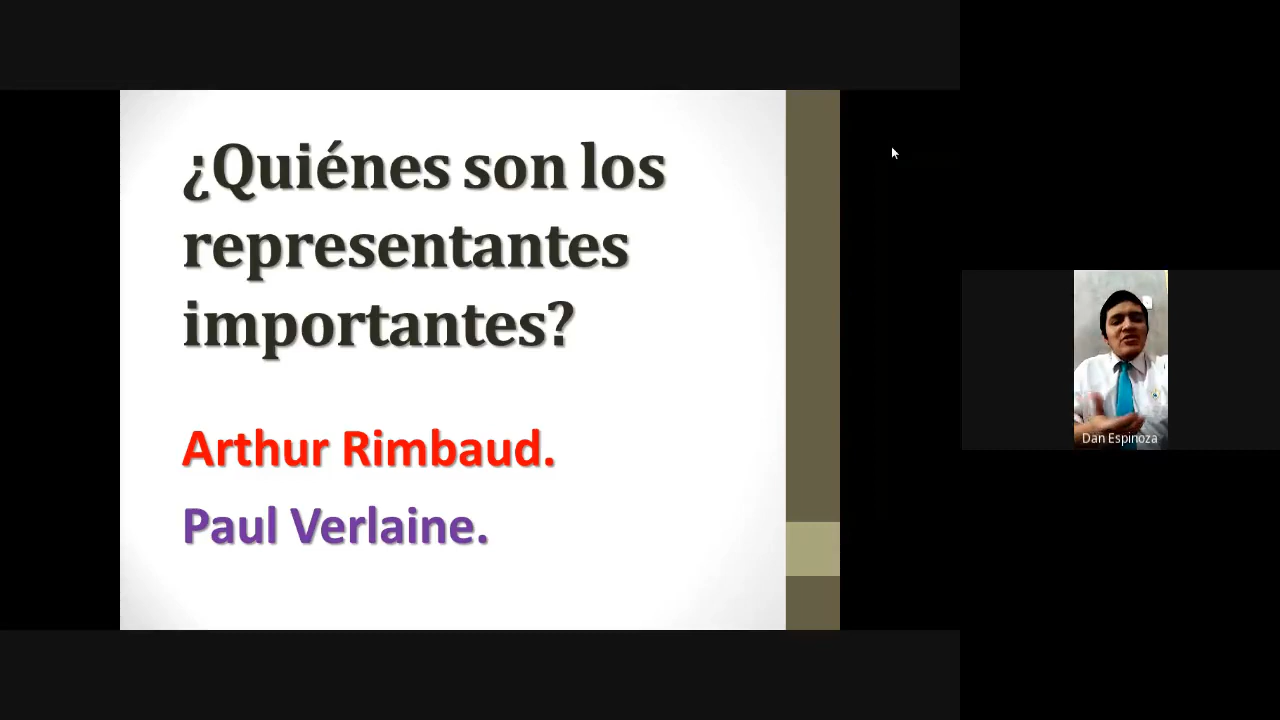 ¿Quiénes son los
representantes
importantes?
Arthur Rimbaud.
Paul Verlaine.
Dan Espinoza